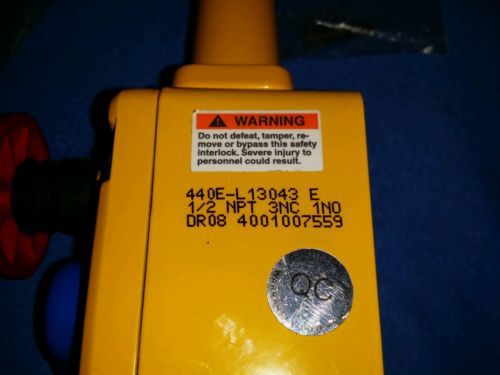 WARNING
Do not defeat, tamper, re-
move or bypass this safety
interlock. Severe injury to
personnel could result.
440E-L13043 E
1/2 NPT 3NC 1NO
DR08 4001007559
QC